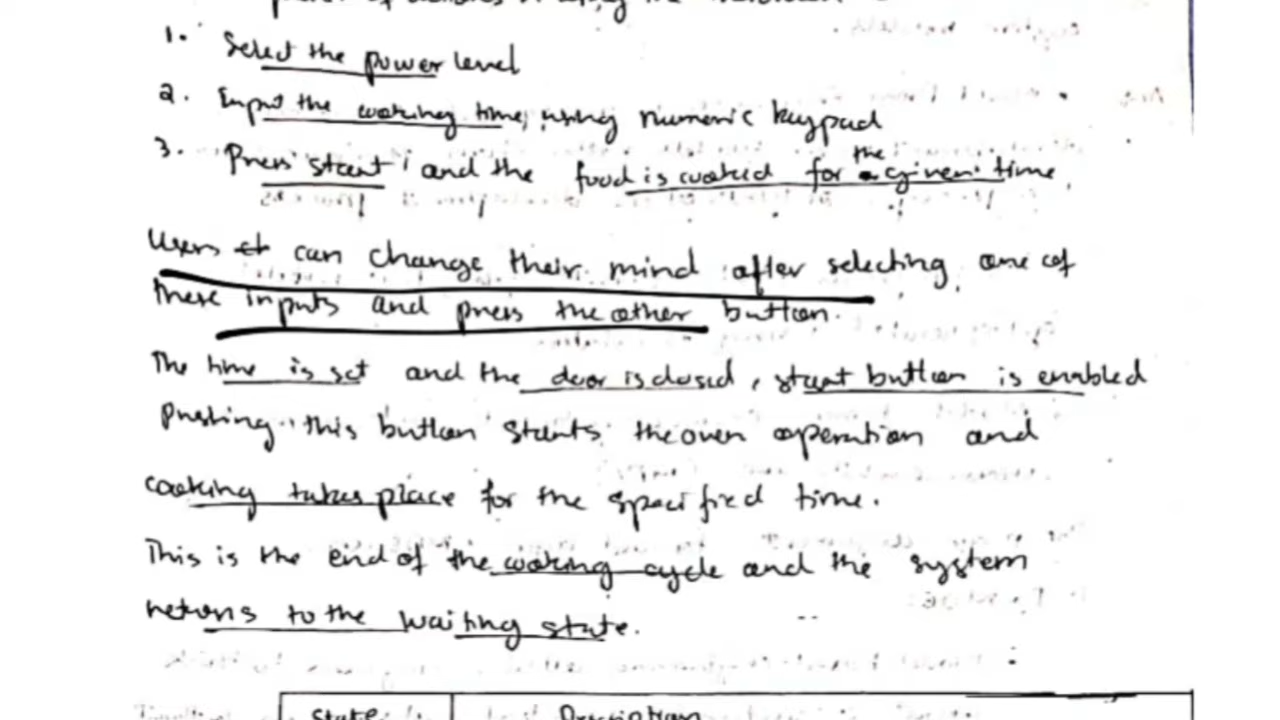 1. Select the power level
2. Input the cooking time, using numeric keypad
3. Press 'start' and the food is cooked for the given time.
Users can change their mind after selecting one of
these inputs and press the other button.
The time is set and the door is closed, start button is enabled
Pushing this button starts the oven operation and
cooking takes place for the specified time.
This is the end of the cooking cycle and the system
returns to the waiting state.
State Description